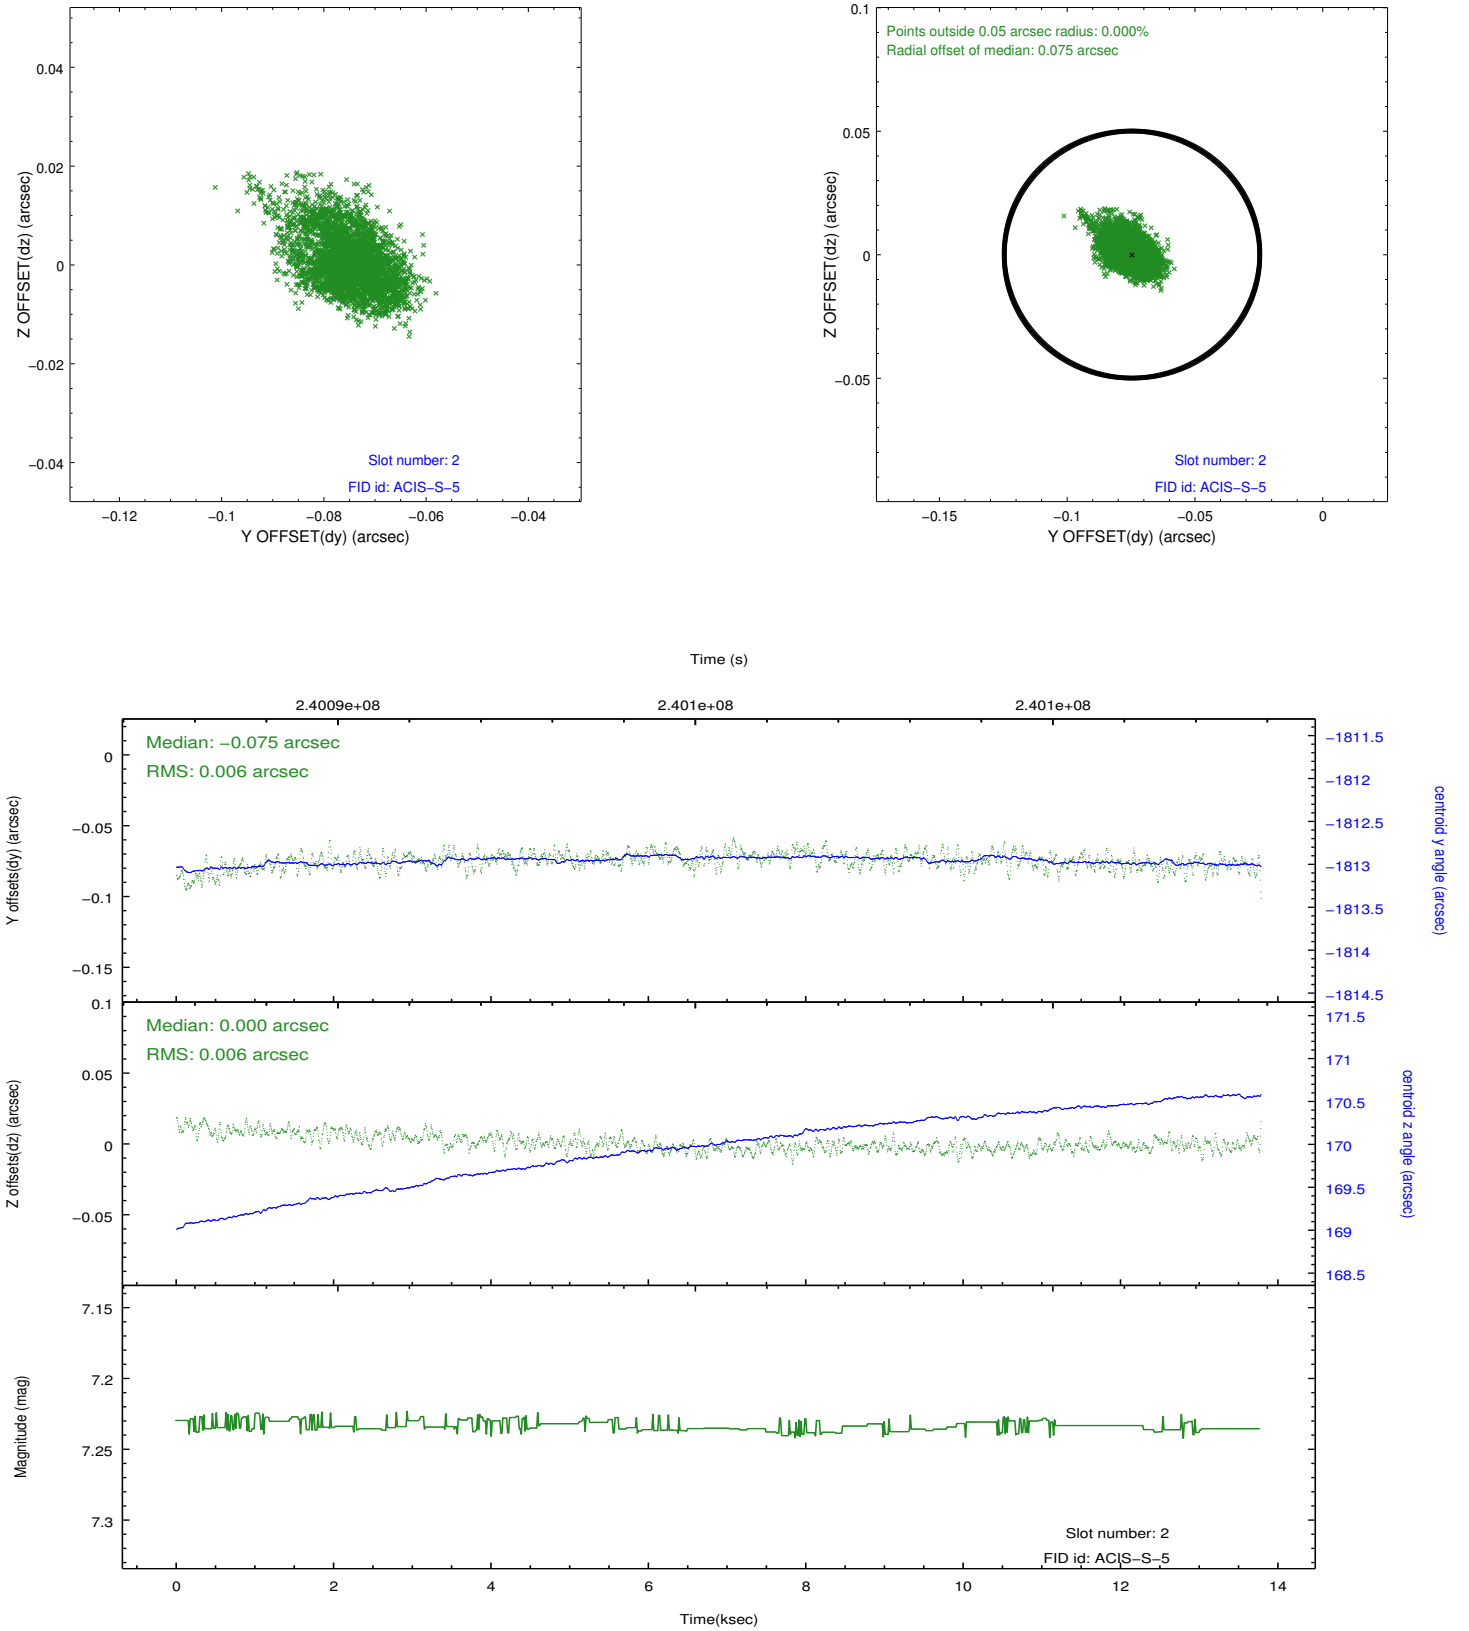 0.04
0.02
0
−0.02
−0.04
Z OFFSET(dz) (arcsec)
Slot number: 2
FID id: ACIS−S−5
−0.12 −0.1 −0.08 −0.06 −0.04
Y OFFSET(dy) (arcsec)
0.1
0.05
0
−0.05
Z OFFSET(dz) (arcsec)
Points outside 0.05 arcsec radius: 0.000%
Radial offset of median: 0.075 arcsec
Slot number: 2
FID id: ACIS−S−5
−0.15 −0.1 −0.05 0
Y OFFSET(dy) (arcsec)
Time (s)
2.4009e+08 2.401e+08 2.401e+08
Median: −0.075 arcsec
RMS: 0.006 arcsec
0
−0.05
−0.1
−0.15
Y offsets(dy) (arcsec)
−1811.5
−1812
−1812.5
−1813
−1813.5
−1814
−1814.5
centroid y angle (arcsec)
Median: 0.000 arcsec
RMS: 0.006 arcsec
0.1
0.05
0
−0.05
Z offsets(dz) (arcsec)
171.5
171
170.5
170
169.5
169
168.5
centroid z angle (arcsec)
7.15
7.2
7.25
7.3
Magnitude (mag)
Slot number: 2
FID id: ACIS−S−5
0 2 4 6 8 10 12 14
Time(ksec)